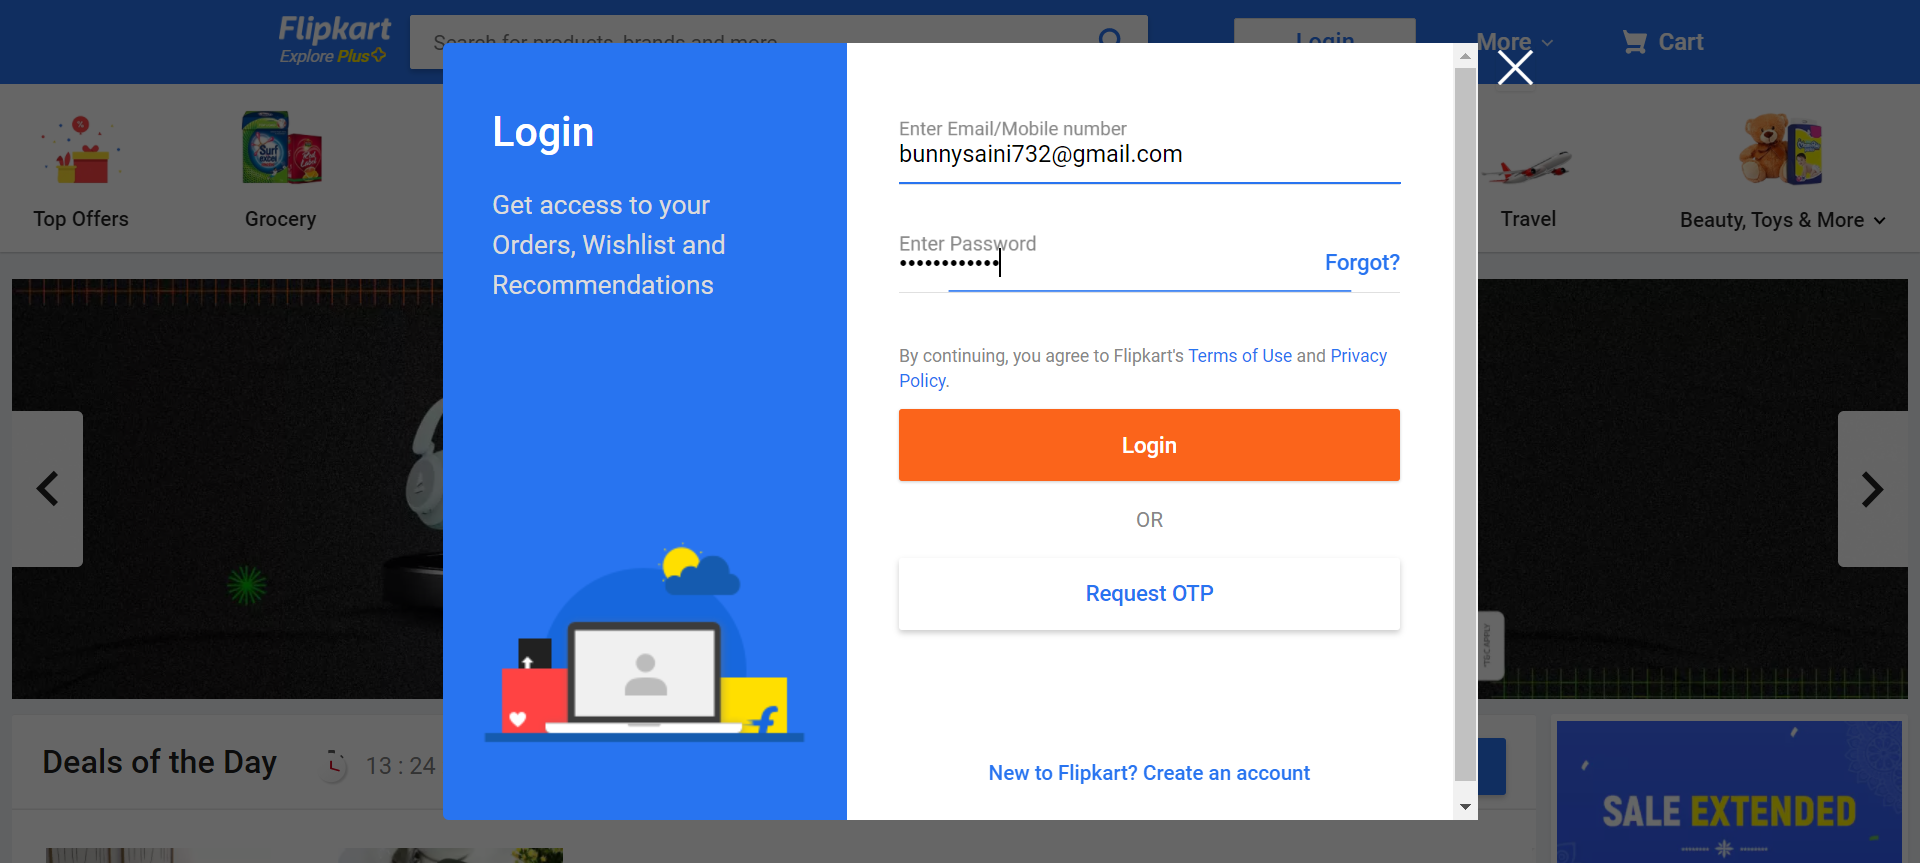 Flipkart
Explore Plus
Search for products, brands and more
Login
More
Cart
Top Offers
Grocery
Travel
Beauty, Toys & More
Login
Get access to your
Orders, Wishlist and
Recommendations
Enter Email/Mobile number
bunnysaini732@gmail.com
Enter Password
••••••••••••
Forgot?
By continuing, you agree to Flipkart's Terms of Use and Privacy
Policy.
Login
OR
Request OTP
New to Flipkart? Create an account
*T&C APPLY
Deals of the Day
13 : 24
SALE EXTENDED